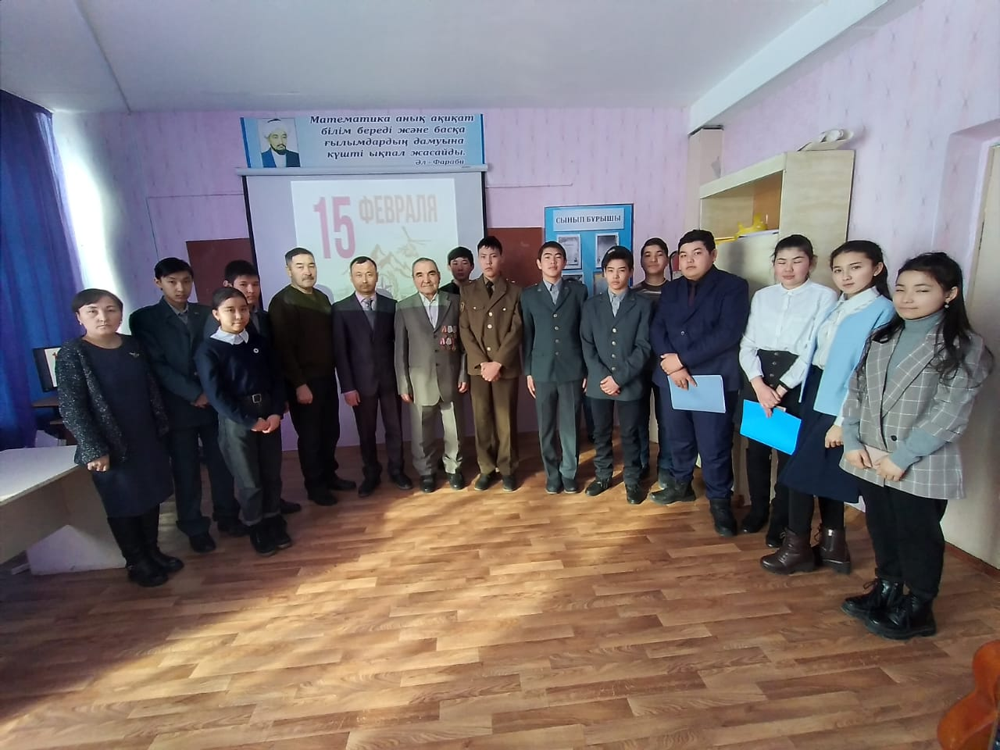 Математика анық ақиқат
білім береді және басқа
ғылымдардың дамуына
күшті ықпал жасайды.
Әл - Фараби
15 ФЕВРАЛЯ
СЫНЫП БҰРЫШЫ